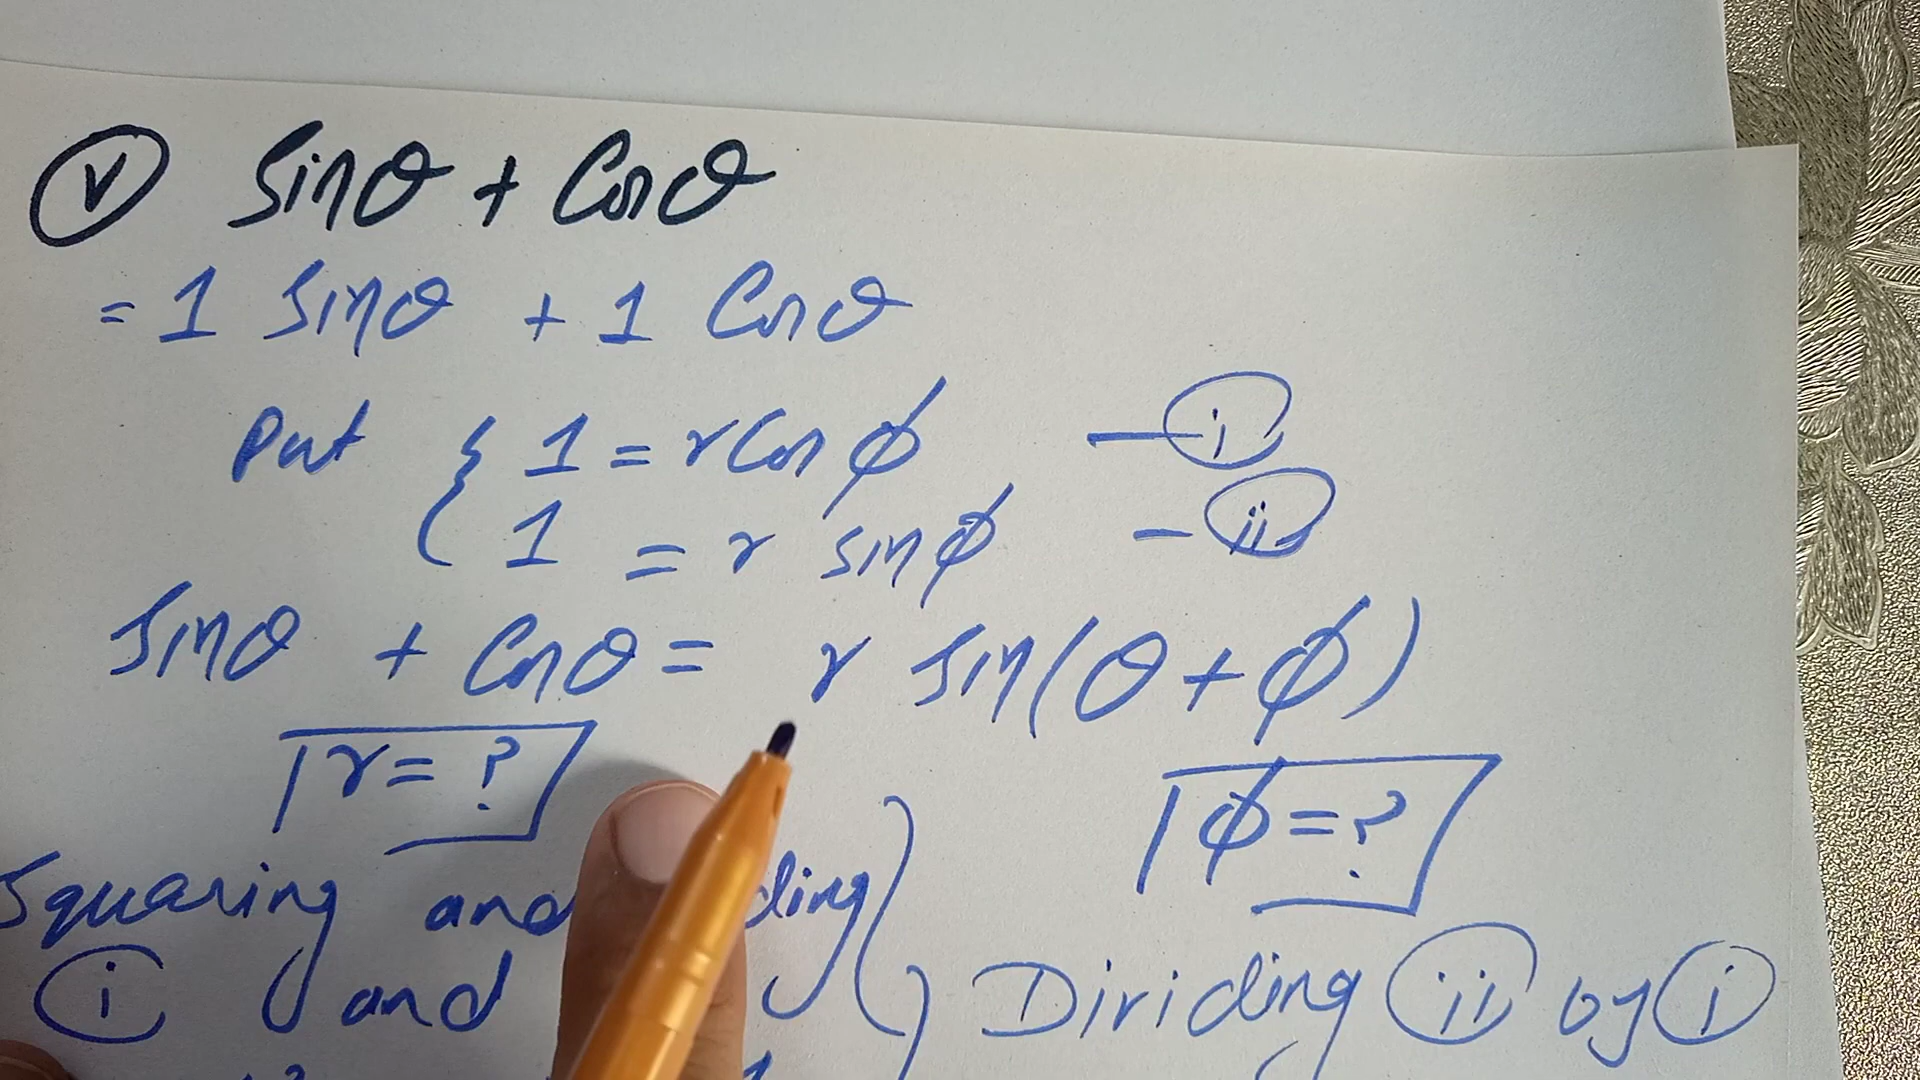 (v) Sinθ + Cosθ
= 1 Sinθ + 1 Cosθ
Put { 1 = rCosϕ — (i)
1 = r sinϕ — (ii)
Sinθ + Cosθ = r Sin(θ + ϕ)
r = ? ϕ = ?
Squaring and
(i) and Dividing (ii) by (i)